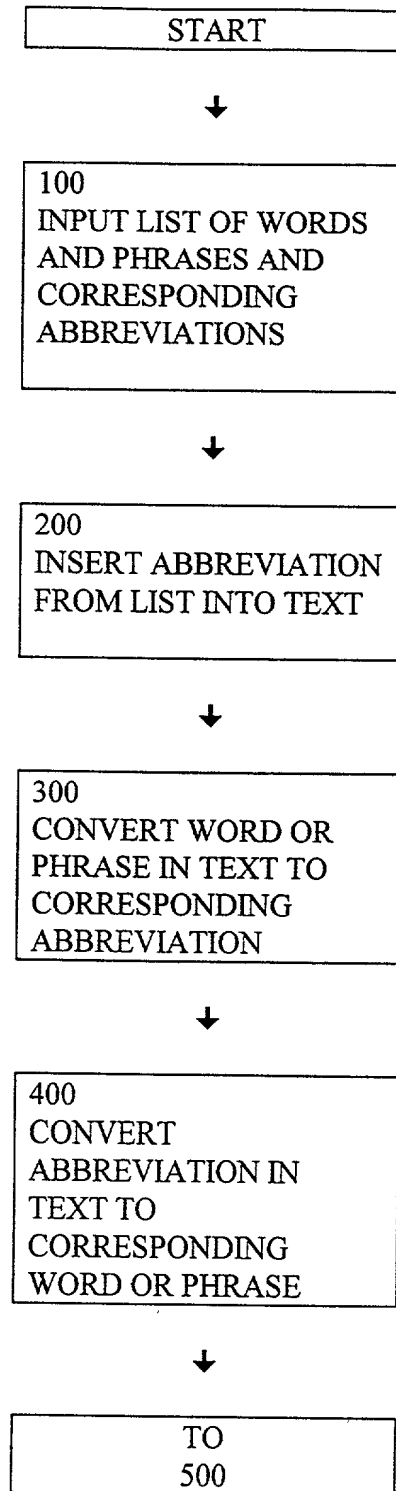 START
100
INPUT LIST OF WORDS
AND PHRASES AND
CORRESPONDING
ABBREVIATIONS
200
INSERT ABBREVIATION
FROM LIST INTO TEXT
300
CONVERT WORD OR
PHRASE IN TEXT TO
CORRESPONDING
ABBREVIATION
400
CONVERT
ABBREVIATION IN
TEXT TO
CORRESPONDING
WORD OR PHRASE
TO
500